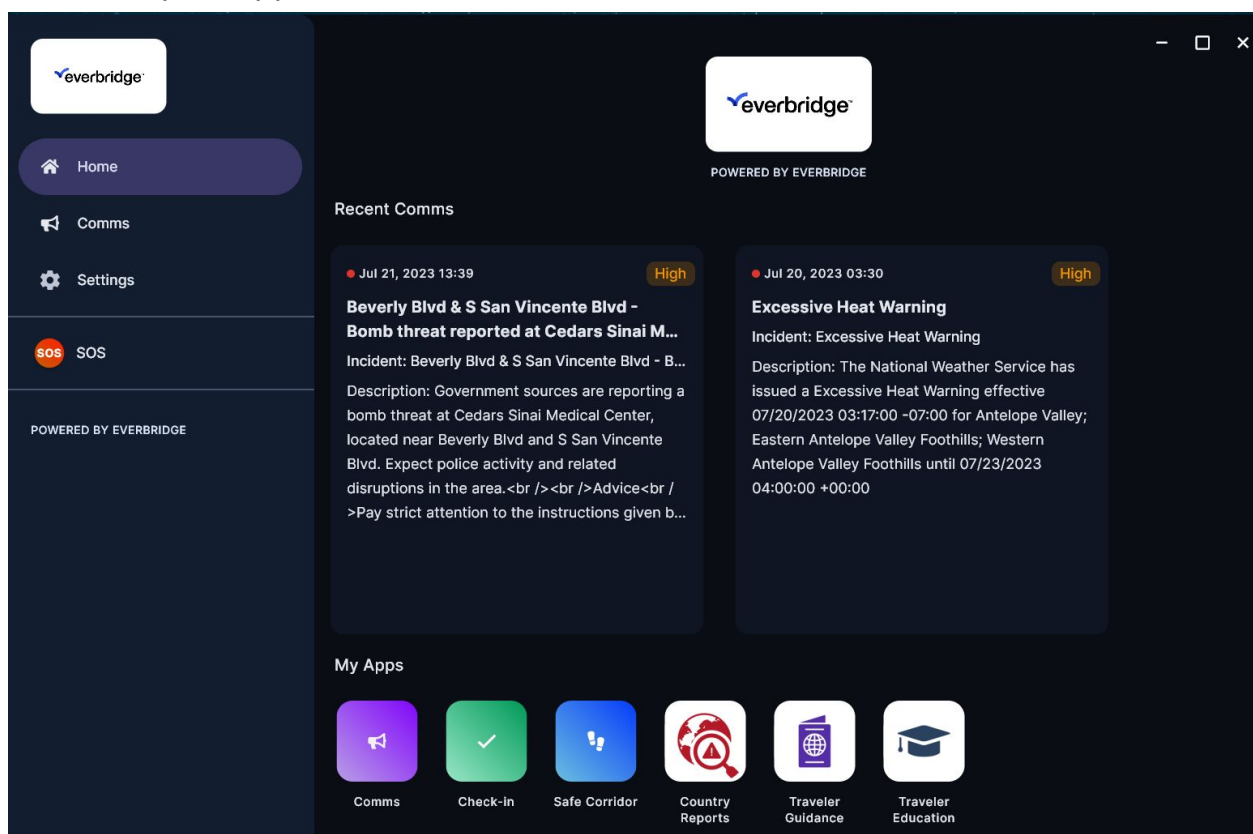 everbridge
Home
Comms
Settings
SOS
SOS
POWERED BY EVERBRIDGE
everbridge™
POWERED BY EVERBRIDGE
Recent Comms
Jul 21, 2023 13:39
High
Beverly Blvd & S San Vincente Blvd -
Bomb threat reported at Cedars Sinai M...
Incident: Beverly Blvd & S San Vincente Blvd - B...
Description: Government sources are reporting a
bomb threat at Cedars Sinai Medical Center,
located near Beverly Blvd and S San Vincente
Blvd. Expect police activity and related
disruptions in the area.<br /><br />Advice<br /
>Pay strict attention to the instructions given b...
Jul 20, 2023 03:30
High
Excessive Heat Warning
Incident: Excessive Heat Warning
Description: The National Weather Service has
issued a Excessive Heat Warning effective
07/20/2023 03:17:00 -07:00 for Antelope Valley;
Eastern Antelope Valley Foothills; Western
Antelope Valley Foothills until 07/23/2023
04:00:00 +00:00
My Apps
Comms
Check-in
Safe Corridor
Country
Reports
Traveler
Guidance
Traveler
Education